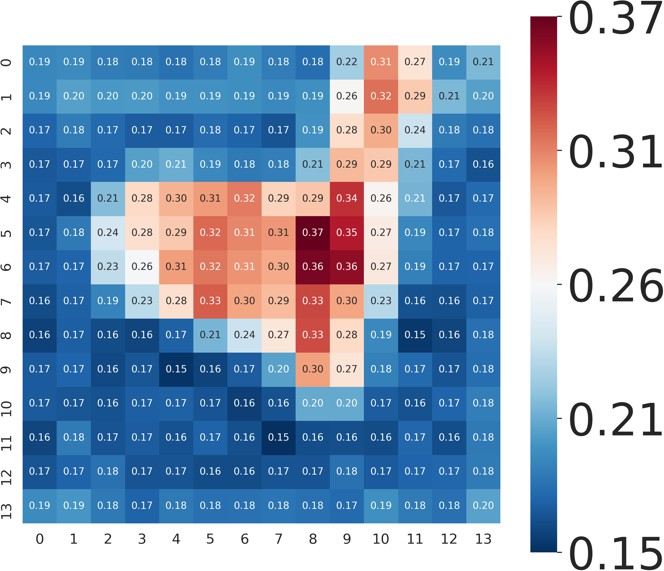 0.37
0 0.19 0.19 0.18 0.18 0.18 0.18 0.19 0.18 0.18 0.22 0.31 0.27 0.19 0.21
1 0.19 0.20 0.20 0.20 0.19 0.19 0.19 0.19 0.19 0.26 0.32 0.29 0.21 0.20
2 0.17 0.18 0.17 0.17 0.17 0.18 0.17 0.17 0.19 0.28 0.30 0.24 0.18 0.18
0.31
3 0.17 0.17 0.17 0.20 0.21 0.19 0.18 0.18 0.21 0.29 0.29 0.21 0.17 0.16
4 0.17 0.16 0.21 0.28 0.30 0.31 0.32 0.29 0.29 0.34 0.26 0.21 0.17 0.17
5 0.17 0.18 0.24 0.28 0.29 0.32 0.31 0.31 0.37 0.35 0.27 0.19 0.17 0.18
6 0.17 0.17 0.23 0.26 0.31 0.32 0.31 0.30 0.36 0.36 0.27 0.19 0.17 0.17
0.26
7 0.16 0.17 0.19 0.23 0.28 0.33 0.30 0.29 0.33 0.30 0.23 0.16 0.16 0.17
8 0.16 0.17 0.16 0.16 0.17 0.21 0.24 0.27 0.33 0.28 0.19 0.15 0.16 0.18
9 0.17 0.17 0.16 0.17 0.15 0.16 0.17 0.20 0.30 0.27 0.18 0.17 0.17 0.18
10 0.17 0.17 0.16 0.17 0.17 0.17 0.16 0.16 0.20 0.20 0.17 0.16 0.17 0.18
0.21
11 0.16 0.18 0.17 0.17 0.16 0.17 0.16 0.15 0.16 0.16 0.16 0.17 0.16 0.18
12 0.17 0.17 0.18 0.17 0.17 0.16 0.16 0.17 0.17 0.18 0.17 0.17 0.17 0.18
13 0.19 0.19 0.18 0.17 0.18 0.18 0.18 0.18 0.18 0.17 0.19 0.18 0.18 0.20
0 1 2 3 4 5 6 7 8 9 10 11 12 13
0.15